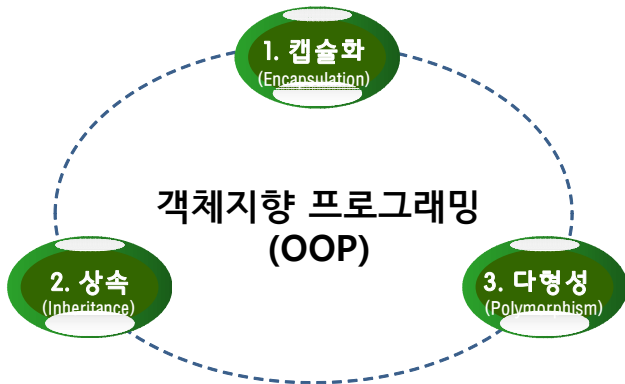 1. 캡슐화
(Encapsulation)
객체지향 프로그래밍
(OOP)
2. 상속
(Inheritance)
3. 다형성
(Polymorphism)